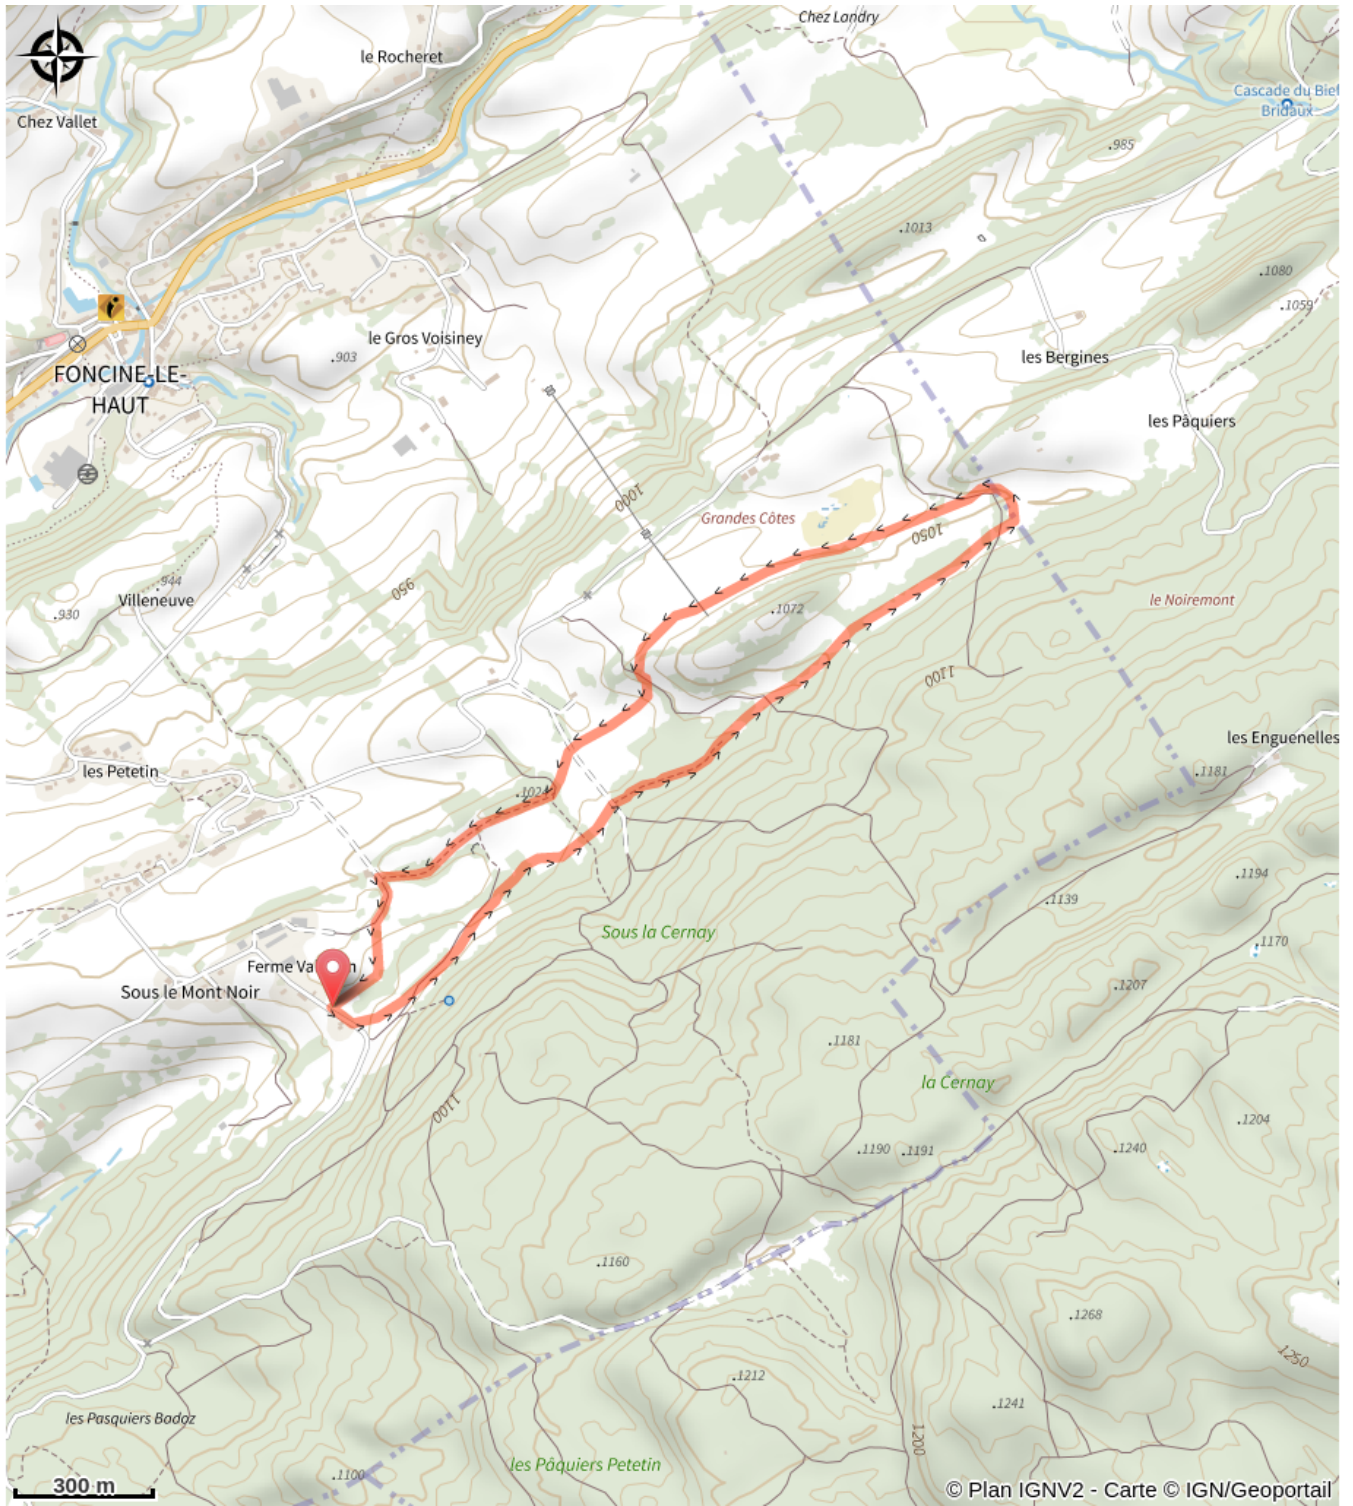 Chez Landry
le Rocheret
Cascade du Bief
Bridaux
Chez Vallet
.985
.1013
.1080
.1059
le Gros Voisiney
.903
les Bergines
FONCINE-LE-
HAUT
les Pâquiers
1000
Grandes Côtes
1050
.944
950
Villeneuve
le Noiremont
.930
.1072
1100
les Enguenelles
les Petetin
.1181
.1024
.1194
.1139
Sous la Cernay
.1170
Ferme Va
n
Sous le Mont Noir
.1207
.1181
la Cernay
1100
.1204
.1190
.1191
.1240
.1160
.1268
1250
.1212
.1241
les Pasquiers Badoz
1200
les Pâquiers Petetin
.1100
300 m
© Plan IGNV2 - Carte © IGN/Geoportail